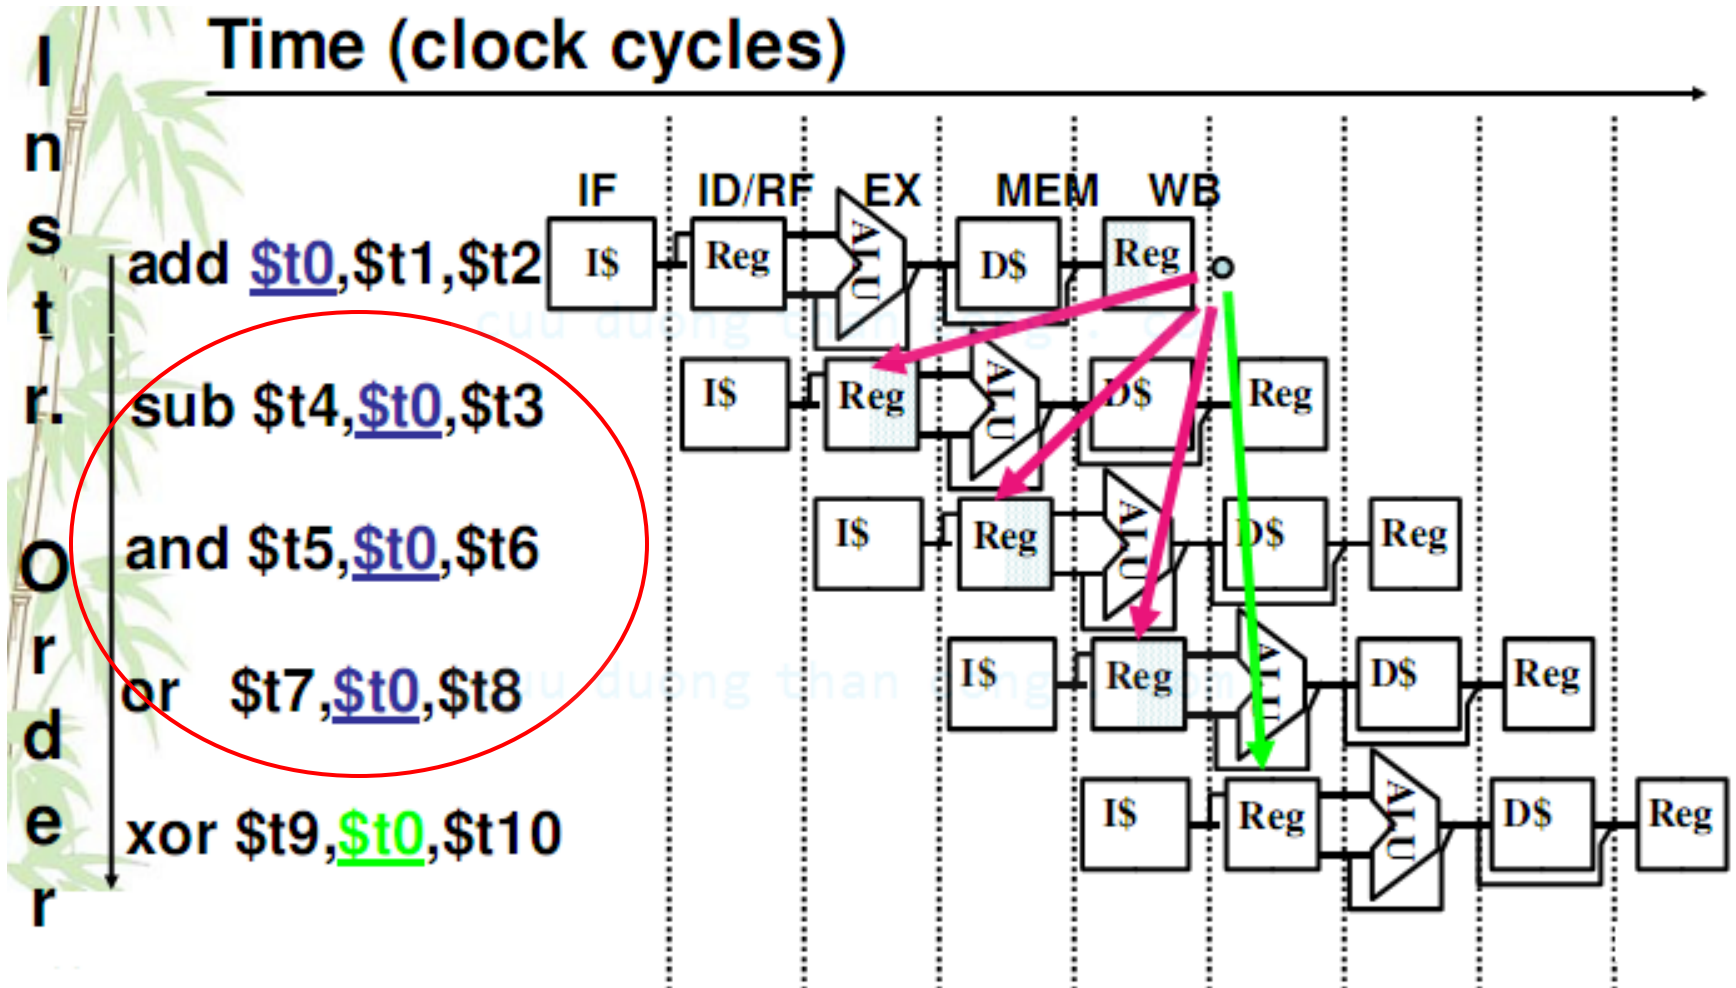 Time (clock cycles)
Instr. Order
IF ID/RF EX MEM WB
add $t0,$t1,$t2 I$ Reg ALU D$ Reg
sub $t4,$t0,$t3 I$ Reg ALU D$ Reg
and $t5,$t0,$t6 I$ Reg ALU D$ Reg
or $t7,$t0,$t8 I$ Reg ALU D$ Reg
xor $t9,$t0,$t10 I$ Reg ALU D$ Reg